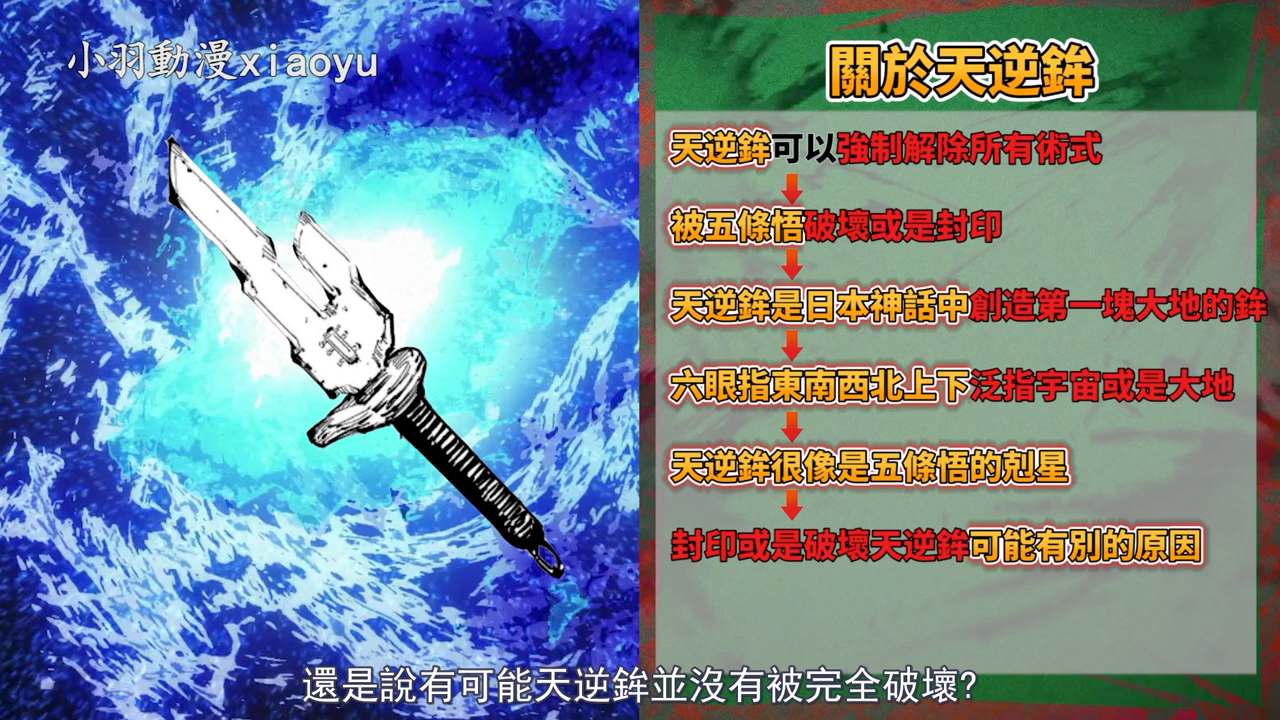 小羽動漫xiaoyu
關於天逆鉾
天逆鉾可以強制解除所有術式
被五條悟破壞或是封印
天逆鉾是日本神話中創造第一塊大地的鉾
六眼指東南西北上下泛指宇宙或是大地
天逆鉾很像是五條悟的剋星
封印或是破壞天逆鉾可能有別的原因
還是說有可能天逆鉾並沒有被完全破壞?